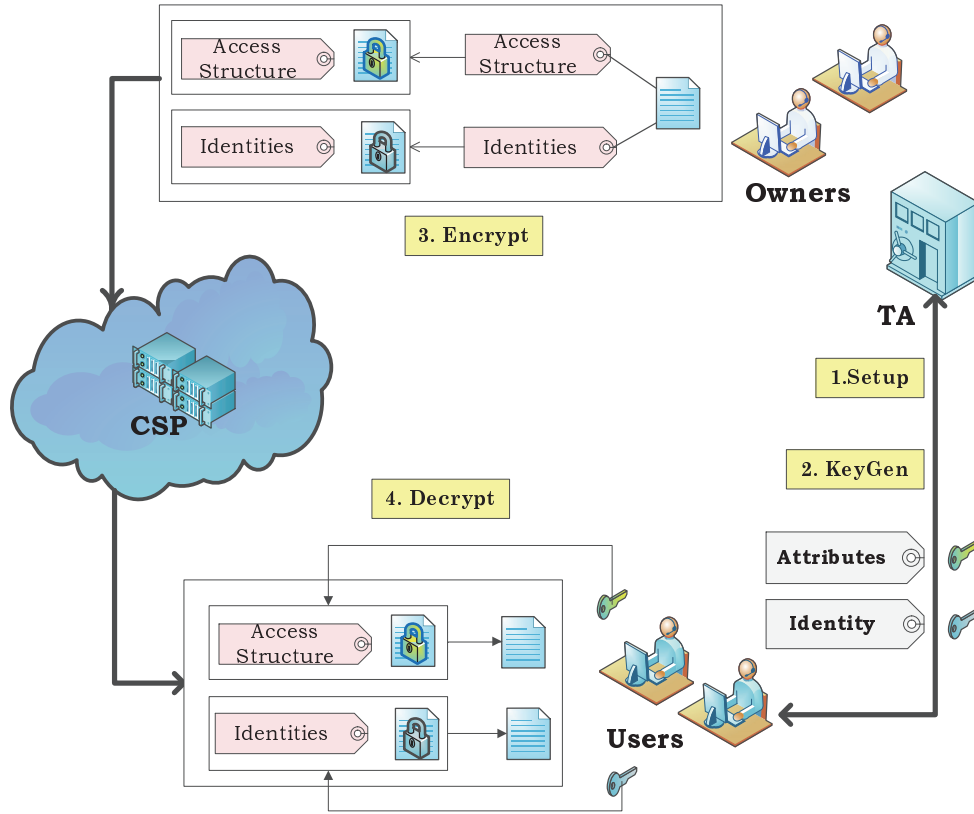 Access
Structure
Access
Structure
Identities
Identities
Owners
3. Encrypt
TA
1.Setup
CSP
2. KeyGen
4. Decrypt
Attributes
Identity
Access
Structure
Identities
Users